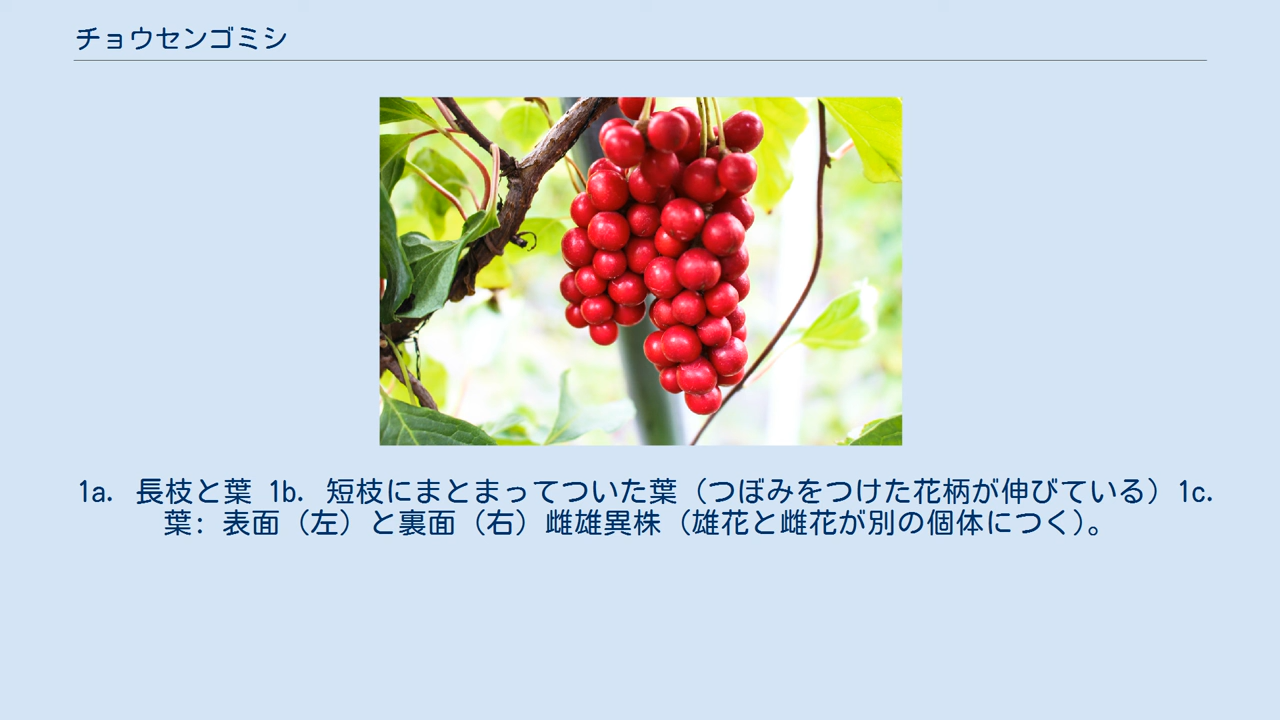 チョウセンゴミシ
1a. 長枝と葉 1b. 短枝にまとまってついた葉（つぼみをつけた花柄が伸びている）1c.
葉: 表面（左）と裏面（右）雌雄異株（雄花と雌花が別の個体につく）。